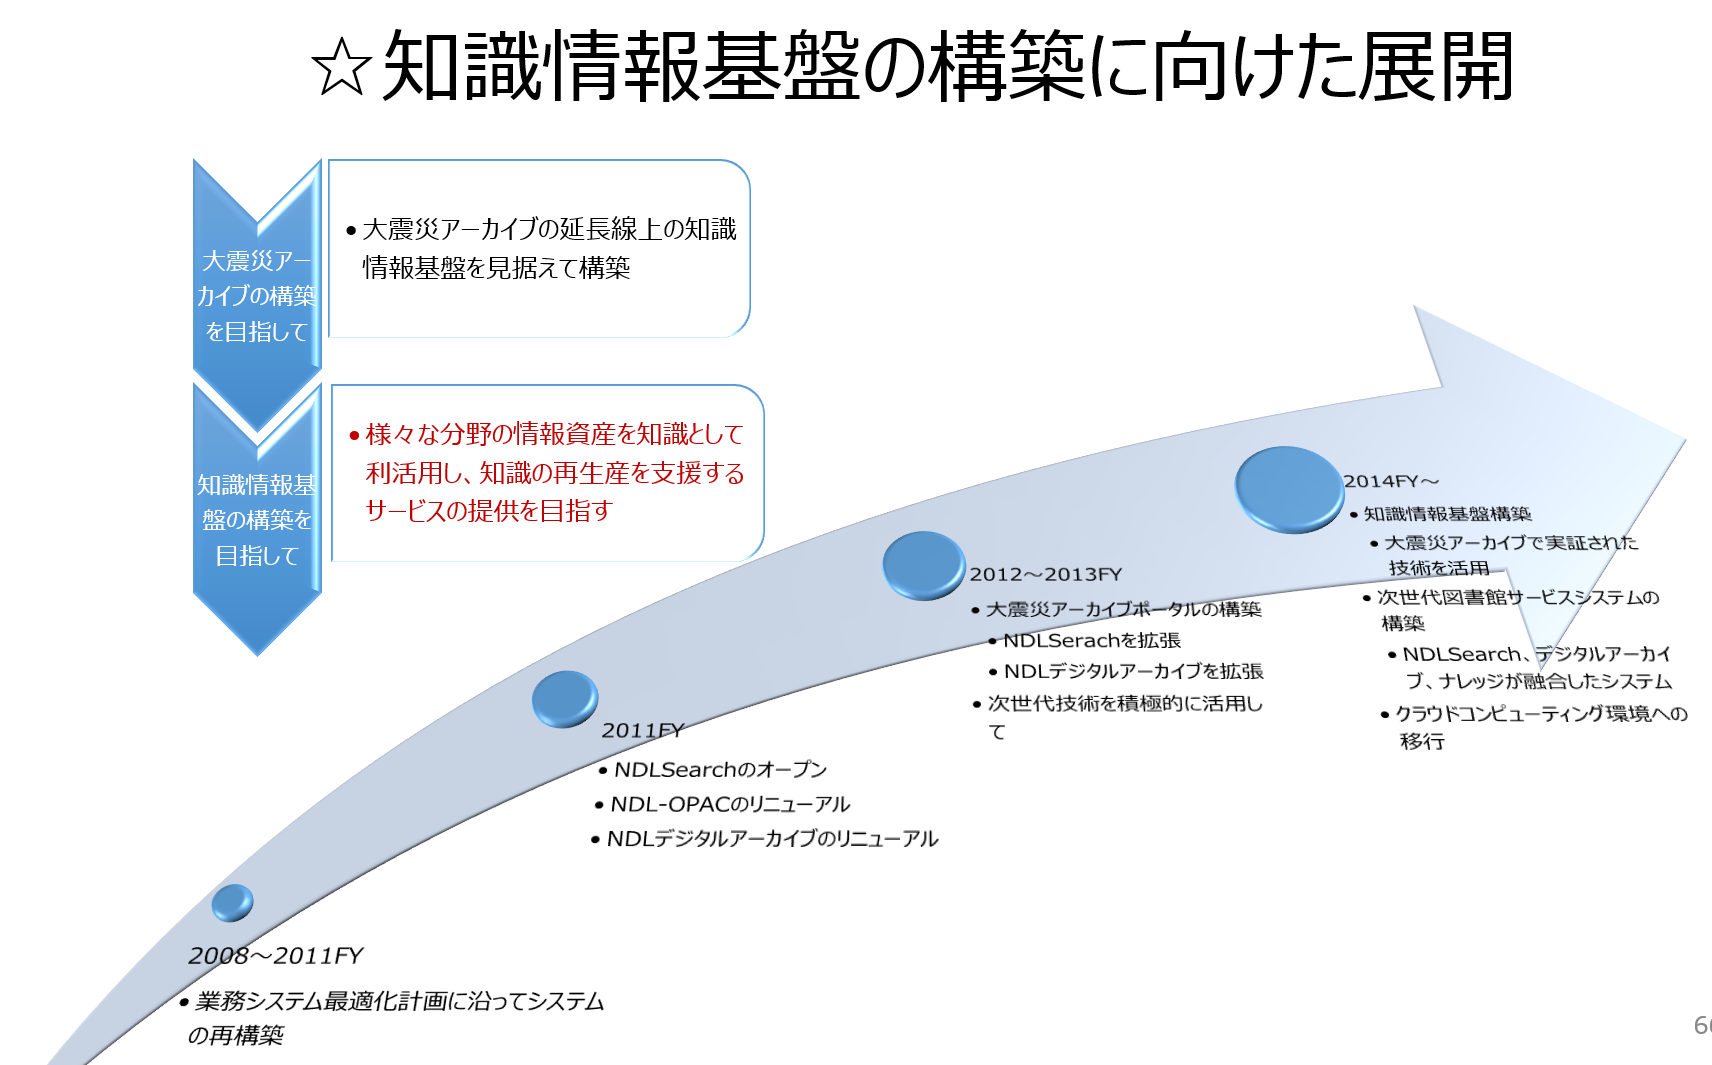 ☆知識情報基盤の構築に向けた展開
大震災アー
カイブの構築
を目指して
• 大震災アーカイブの延長線上の知識
情報基盤を見据えて構築
知識情報基
盤の構築を
目指して
• 様々な分野の情報資産を知識として
利活用し、知識の再生産を支援する
サービスの提供を目指す
2008～2011FY
• 業務システム最適化計画に沿ってシステム
の再構築
2011FY
• NDLSearchのオープン
• NDL-OPACのリニューアル
• NDLデジタルアーカイブのリニューアル
2012～2013FY
• 大震災アーカイブポータルの構築
• NDLSerachを拡張
• NDLデジタルアーカイブを拡張
• 次世代技術を積極的に活用し
て
2014FY～
• 知識情報基盤構築
• 大震災アーカイブで実証された
技術を活用
• 次世代図書館サービスシステムの
構築
• NDLSearch、デジタルアーカイ
ブ、ナレッジが融合したシステム
• クラウドコンピューティング環境への
移行